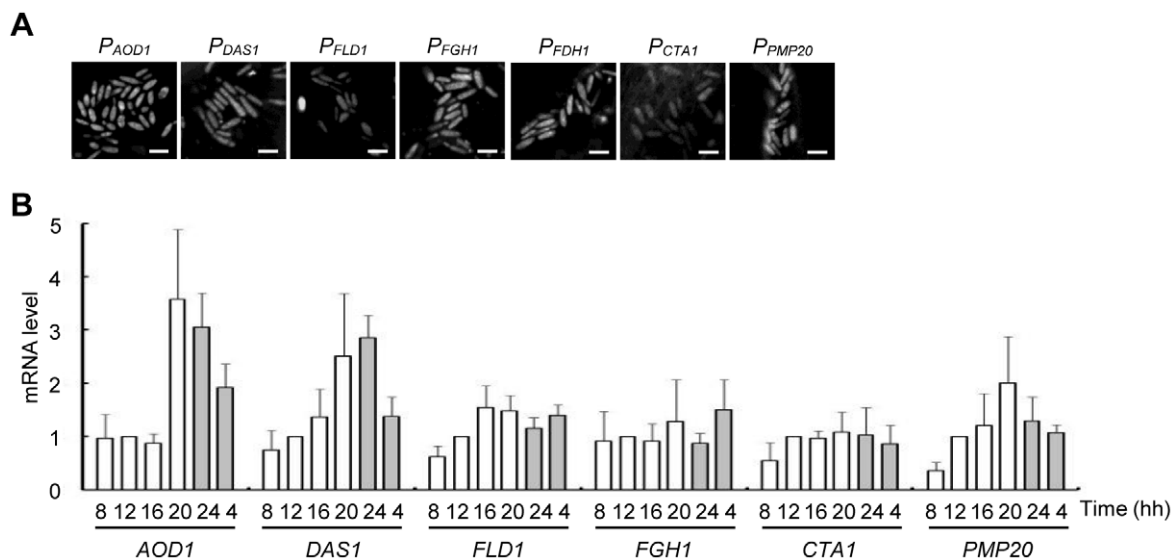 A
PAOD1 PDAS1 PFLD1 PFGH1 PFDH1 PCTA1 PPMP20
B
5
4
3
2
1
0
mRNA level
8 12 16 20 24 4 8 12 16 20 24 4 8 12 16 20 24 4 8 12 16 20 24 4 8 12 16 20 24 4 8 12 16 20 24 4 Time (hh)
AOD1 DAS1 FLD1 FGH1 CTA1 PMP20